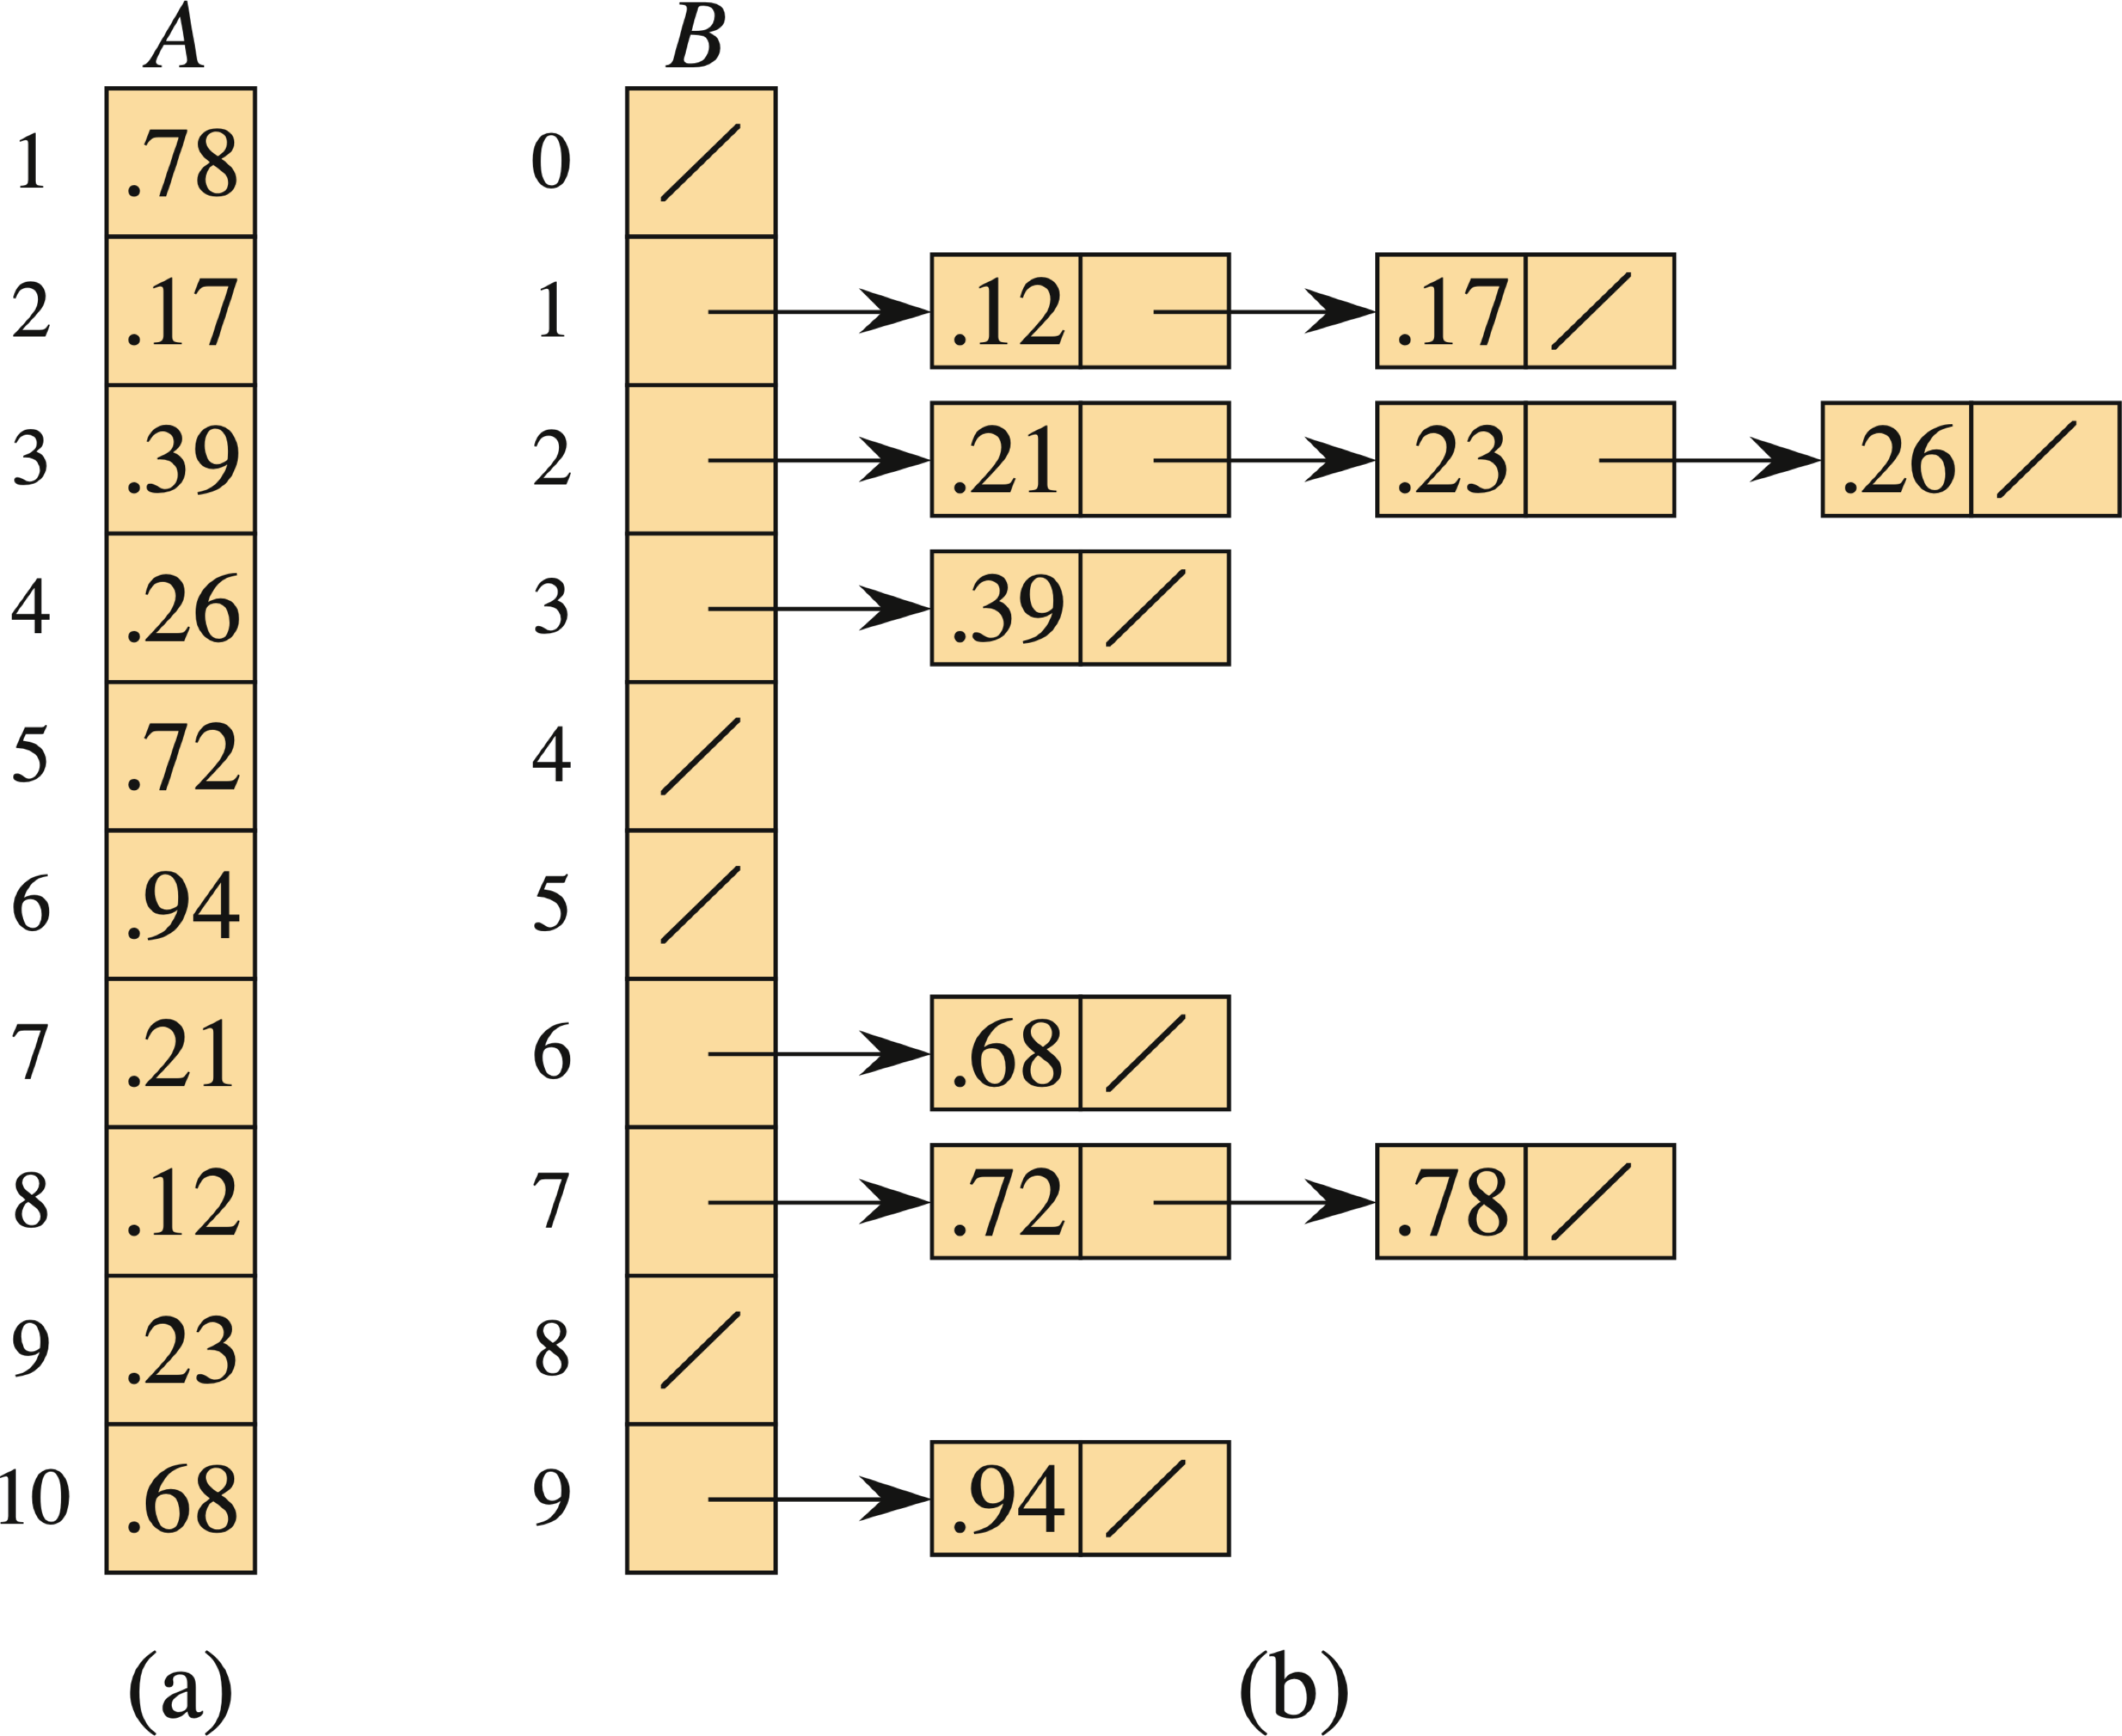 A B
1 .78 0
2 .17 1 .12 .17
3 .39 2 .21 .23 .26
4 .26 3 .39
5 .72 4
6 .94 5
7 .21 6 .68
8 .12 7 .72 .78
9 .23 8
10 .68 9 .94
(a) (b)